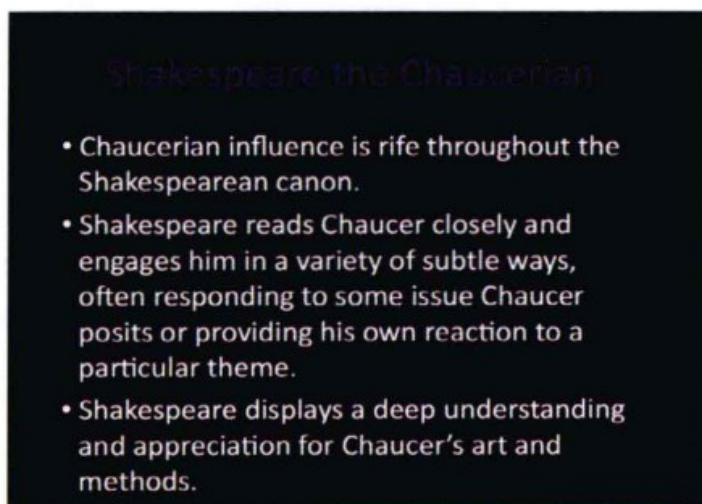 Shakespeare the Chaucerian
• Chaucerian influence is rife throughout the
Shakespearean canon.
• Shakespeare reads Chaucer closely and
engages him in a variety of subtle ways,
often responding to some issue Chaucer
posits or providing his own reaction to a
particular theme.
• Shakespeare displays a deep understanding
and appreciation for Chaucer's art and
methods.